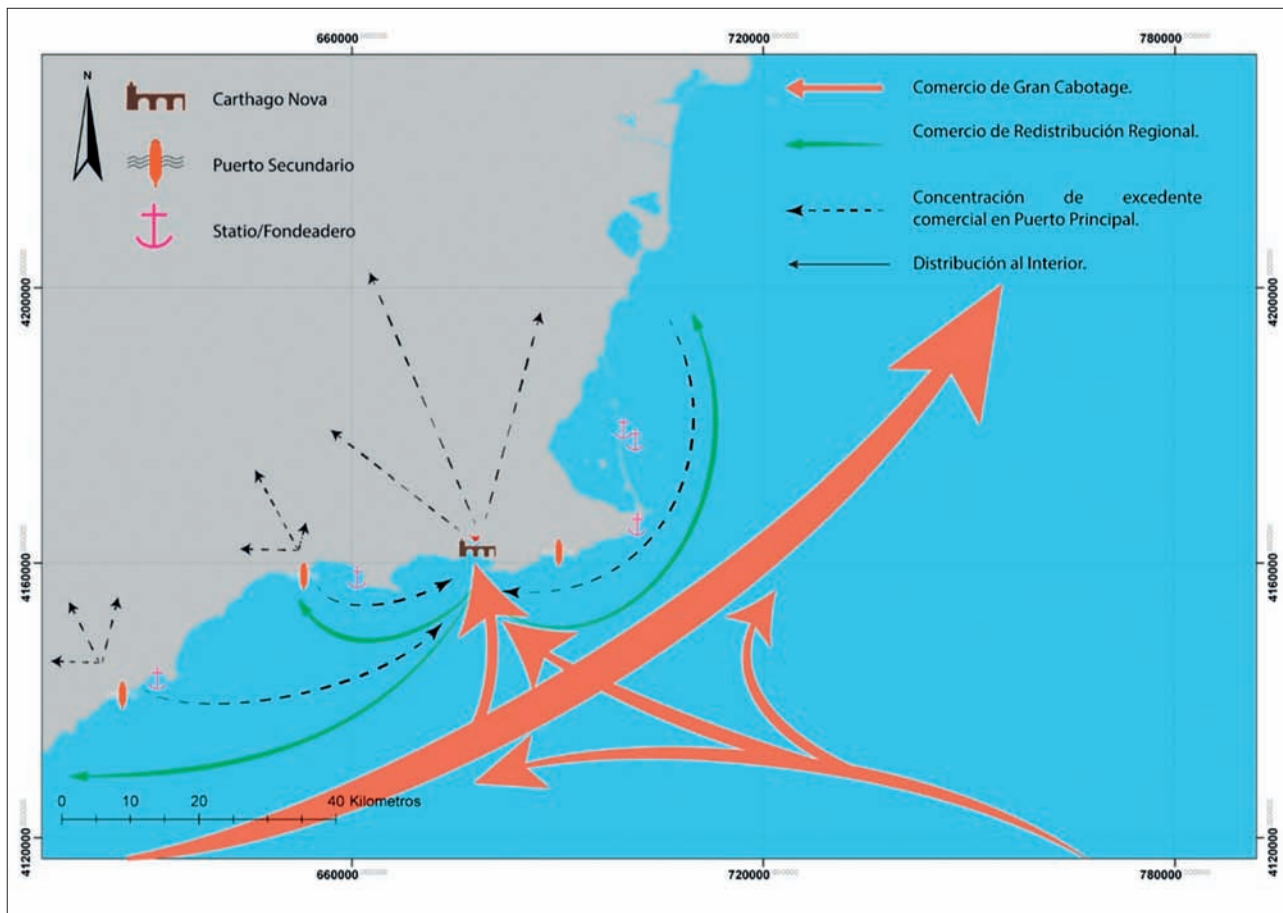 660000
720000
780000
N
Carthago Nova
Puerto Secundario
Statio/Fondeadero
Comercio de Gran Cabotage.
Comercio de Redistribución Regional.
Concentración de excedente
comercial en Puerto Principal.
Distribución al Interior.
4200000
4200000
4160000
4160000
0 10 20 40 Kilometros
4120000
4120000
660000
720000
780000